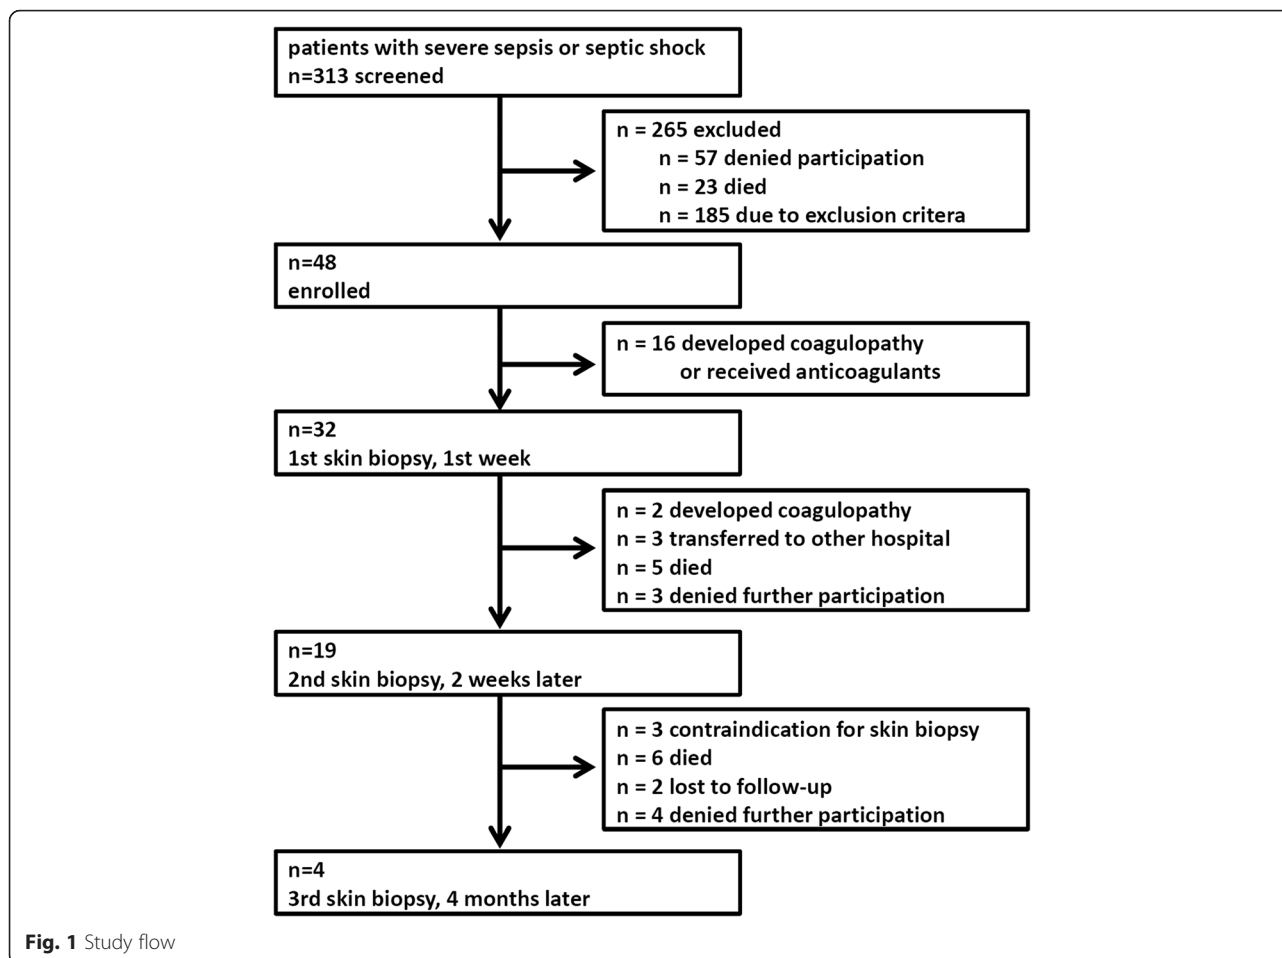 patients with severe sepsis or septic shock
n=313 screened
n = 265 excluded
n = 57 denied participation
n = 23 died
n = 185 due to exclusion critera
n=48
enrolled
n = 16 developed coagulopathy
or received anticoagulants
n=32
1st skin biopsy, 1st week
n = 2 developed coagulopathy
n = 3 transferred to other hospital
n = 5 died
n = 3 denied further participation
n=19
2nd skin biopsy, 2 weeks later
n = 3 contraindication for skin biopsy
n = 6 died
n = 2 lost to follow-up
n = 4 denied further participation
n=4
3rd skin biopsy, 4 months later
Fig. 1 Study flow